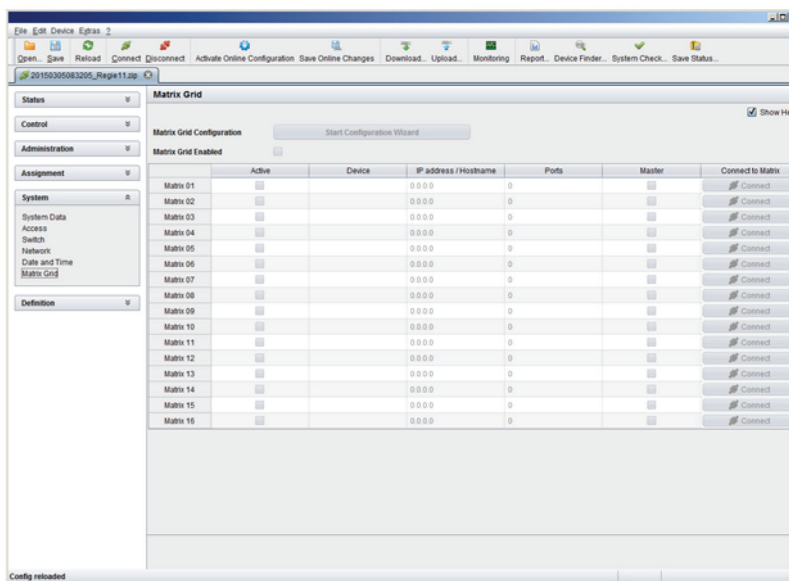 File Edit Device Extras ?
Open... Save Reload Connect Disconnect Activate Online Configuration Save Online Changes Download... Upload... Monitoring Report... Device Finder... System Check... Save Status...
20150305083205_Regie11.zip
Status
Control
Administration
Assignment
System
System Data
Access
Switch
Network
Date and Time
Matrix Grid
Definition
Matrix Grid
Show He
Matrix Grid Configuration Start Configuration Wizard
Matrix Grid Enabled
Active Device IP address / Hostname Ports Master Connect to Matrix
Matrix 01 0.0.0.0 0 Connect
Matrix 02 0.0.0.0 0 Connect
Matrix 03 0.0.0.0 0 Connect
Matrix 04 0.0.0.0 0 Connect
Matrix 05 0.0.0.0 0 Connect
Matrix 06 0.0.0.0 0 Connect
Matrix 07 0.0.0.0 0 Connect
Matrix 08 0.0.0.0 0 Connect
Matrix 09 0.0.0.0 0 Connect
Matrix 10 0.0.0.0 0 Connect
Matrix 11 0.0.0.0 0 Connect
Matrix 12 0.0.0.0 0 Connect
Matrix 13 0.0.0.0 0 Connect
Matrix 14 0.0.0.0 0 Connect
Matrix 15 0.0.0.0 0 Connect
Matrix 16 0.0.0.0 0 Connect
Config reloaded